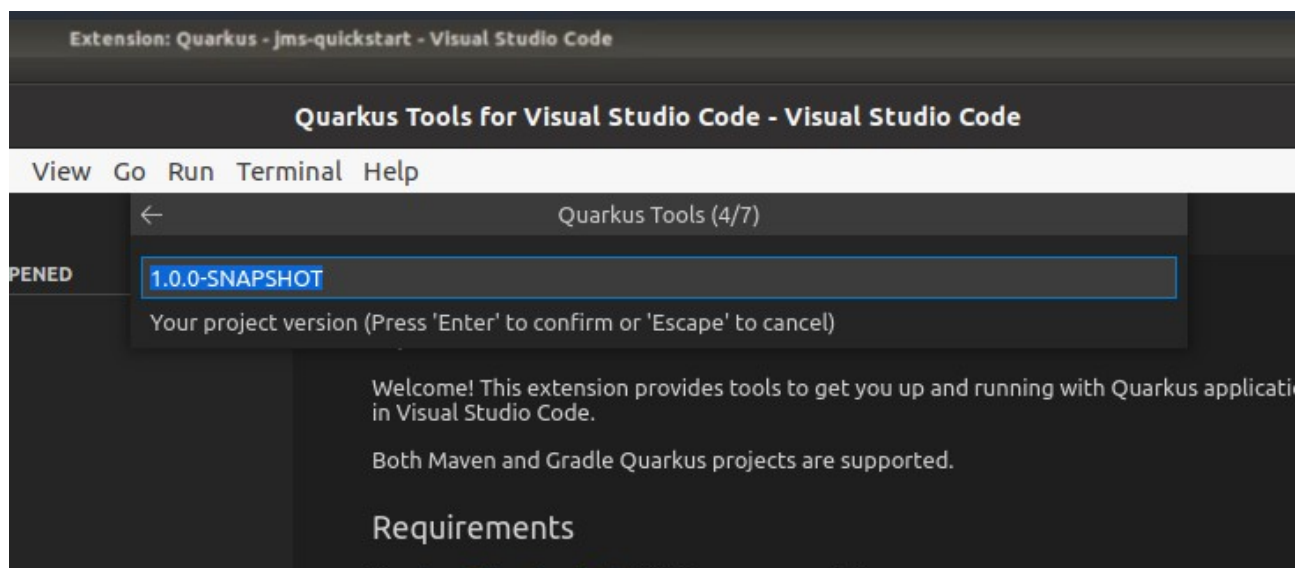 Extension: Quarkus - jms-quickstart - Visual Studio Code
Quarkus Tools for Visual Studio Code - Visual Studio Code
View Go Run Terminal Help
← Quarkus Tools (4/7)
PENED
1.0.0-SNAPSHOT
Your project version (Press 'Enter' to confirm or 'Escape' to cancel)
Welcome! This extension provides tools to get you up and running with Quarkus applicati
in Visual Studio Code.
Both Maven and Gradle Quarkus projects are supported.
Requirements